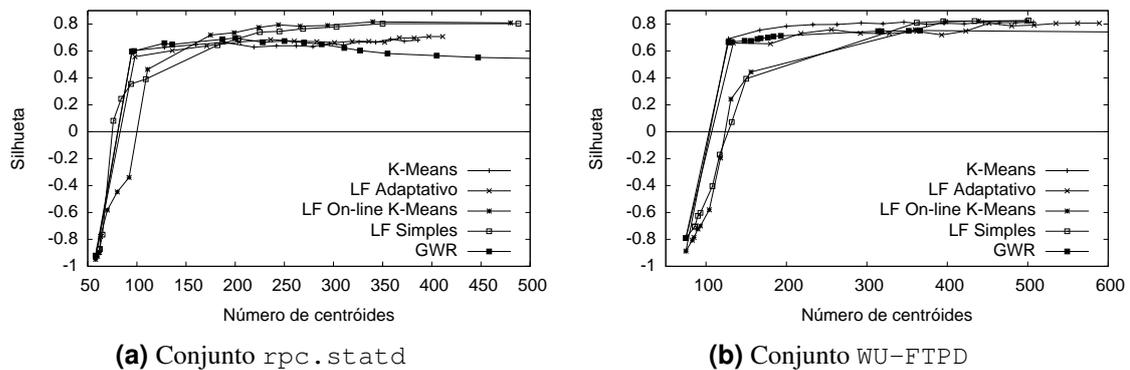 1
0.8
0.6
0.4
0.2
0
-0.2
-0.4
-0.6
-0.8
-1
Silhueta
K-Means
LF Adaptativo
LF On-line K-Means
LF Simples
GWR
50 100 150 200 250 300 350 400 450 500
Número de centróides
(a) Conjunto rpc.statd
1
0.8
0.6
0.4
0.2
0
-0.2
-0.4
-0.6
-0.8
-1
Silhueta
K-Means
LF Adaptativo
LF On-line K-Means
LF Simples
GWR
100 200 300 400 500 600
Número de centróides
(b) Conjunto WU-FTPD